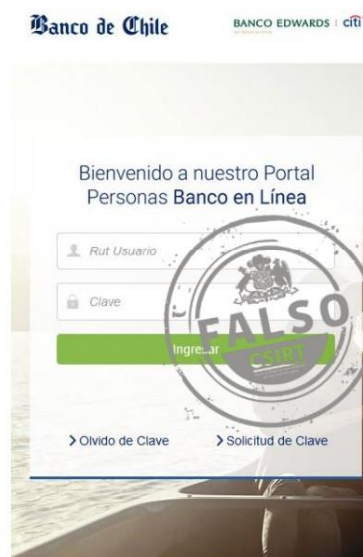 Banco de Chile
BANCO EDWARDS | citi
Bienvenido a nuestro Portal
Personas Banco en Línea
Rut Usuario
Clave
Ingresar
FALSO
CSIRT
Olvido de Clave
Solicitud de Clave